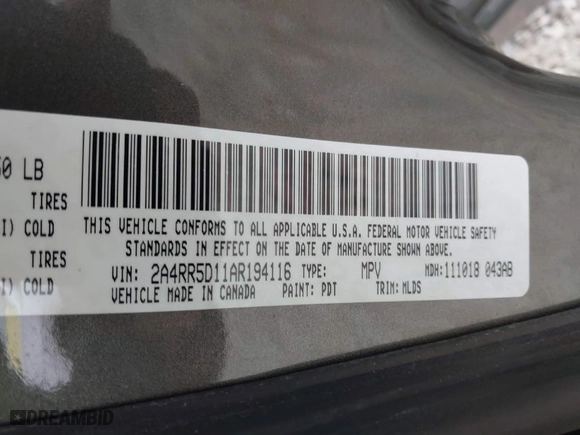 50 LB
TIRES
I) COLD
TIRES
I) COLD
THIS VEHICLE CONFORMS TO ALL APPLICABLE U.S.A. FEDERAL MOTOR VEHICLE SAFETY
STANDARDS IN EFFECT ON THE DATE OF MANUFACTURE SHOWN ABOVE.
VIN: 2A4RR5D11AR194116 TYPE: MPV MDH:111018 043AB
VEHICLE MADE IN CANADA PAINT: PDT TRIM: MLDS
DREAMBID